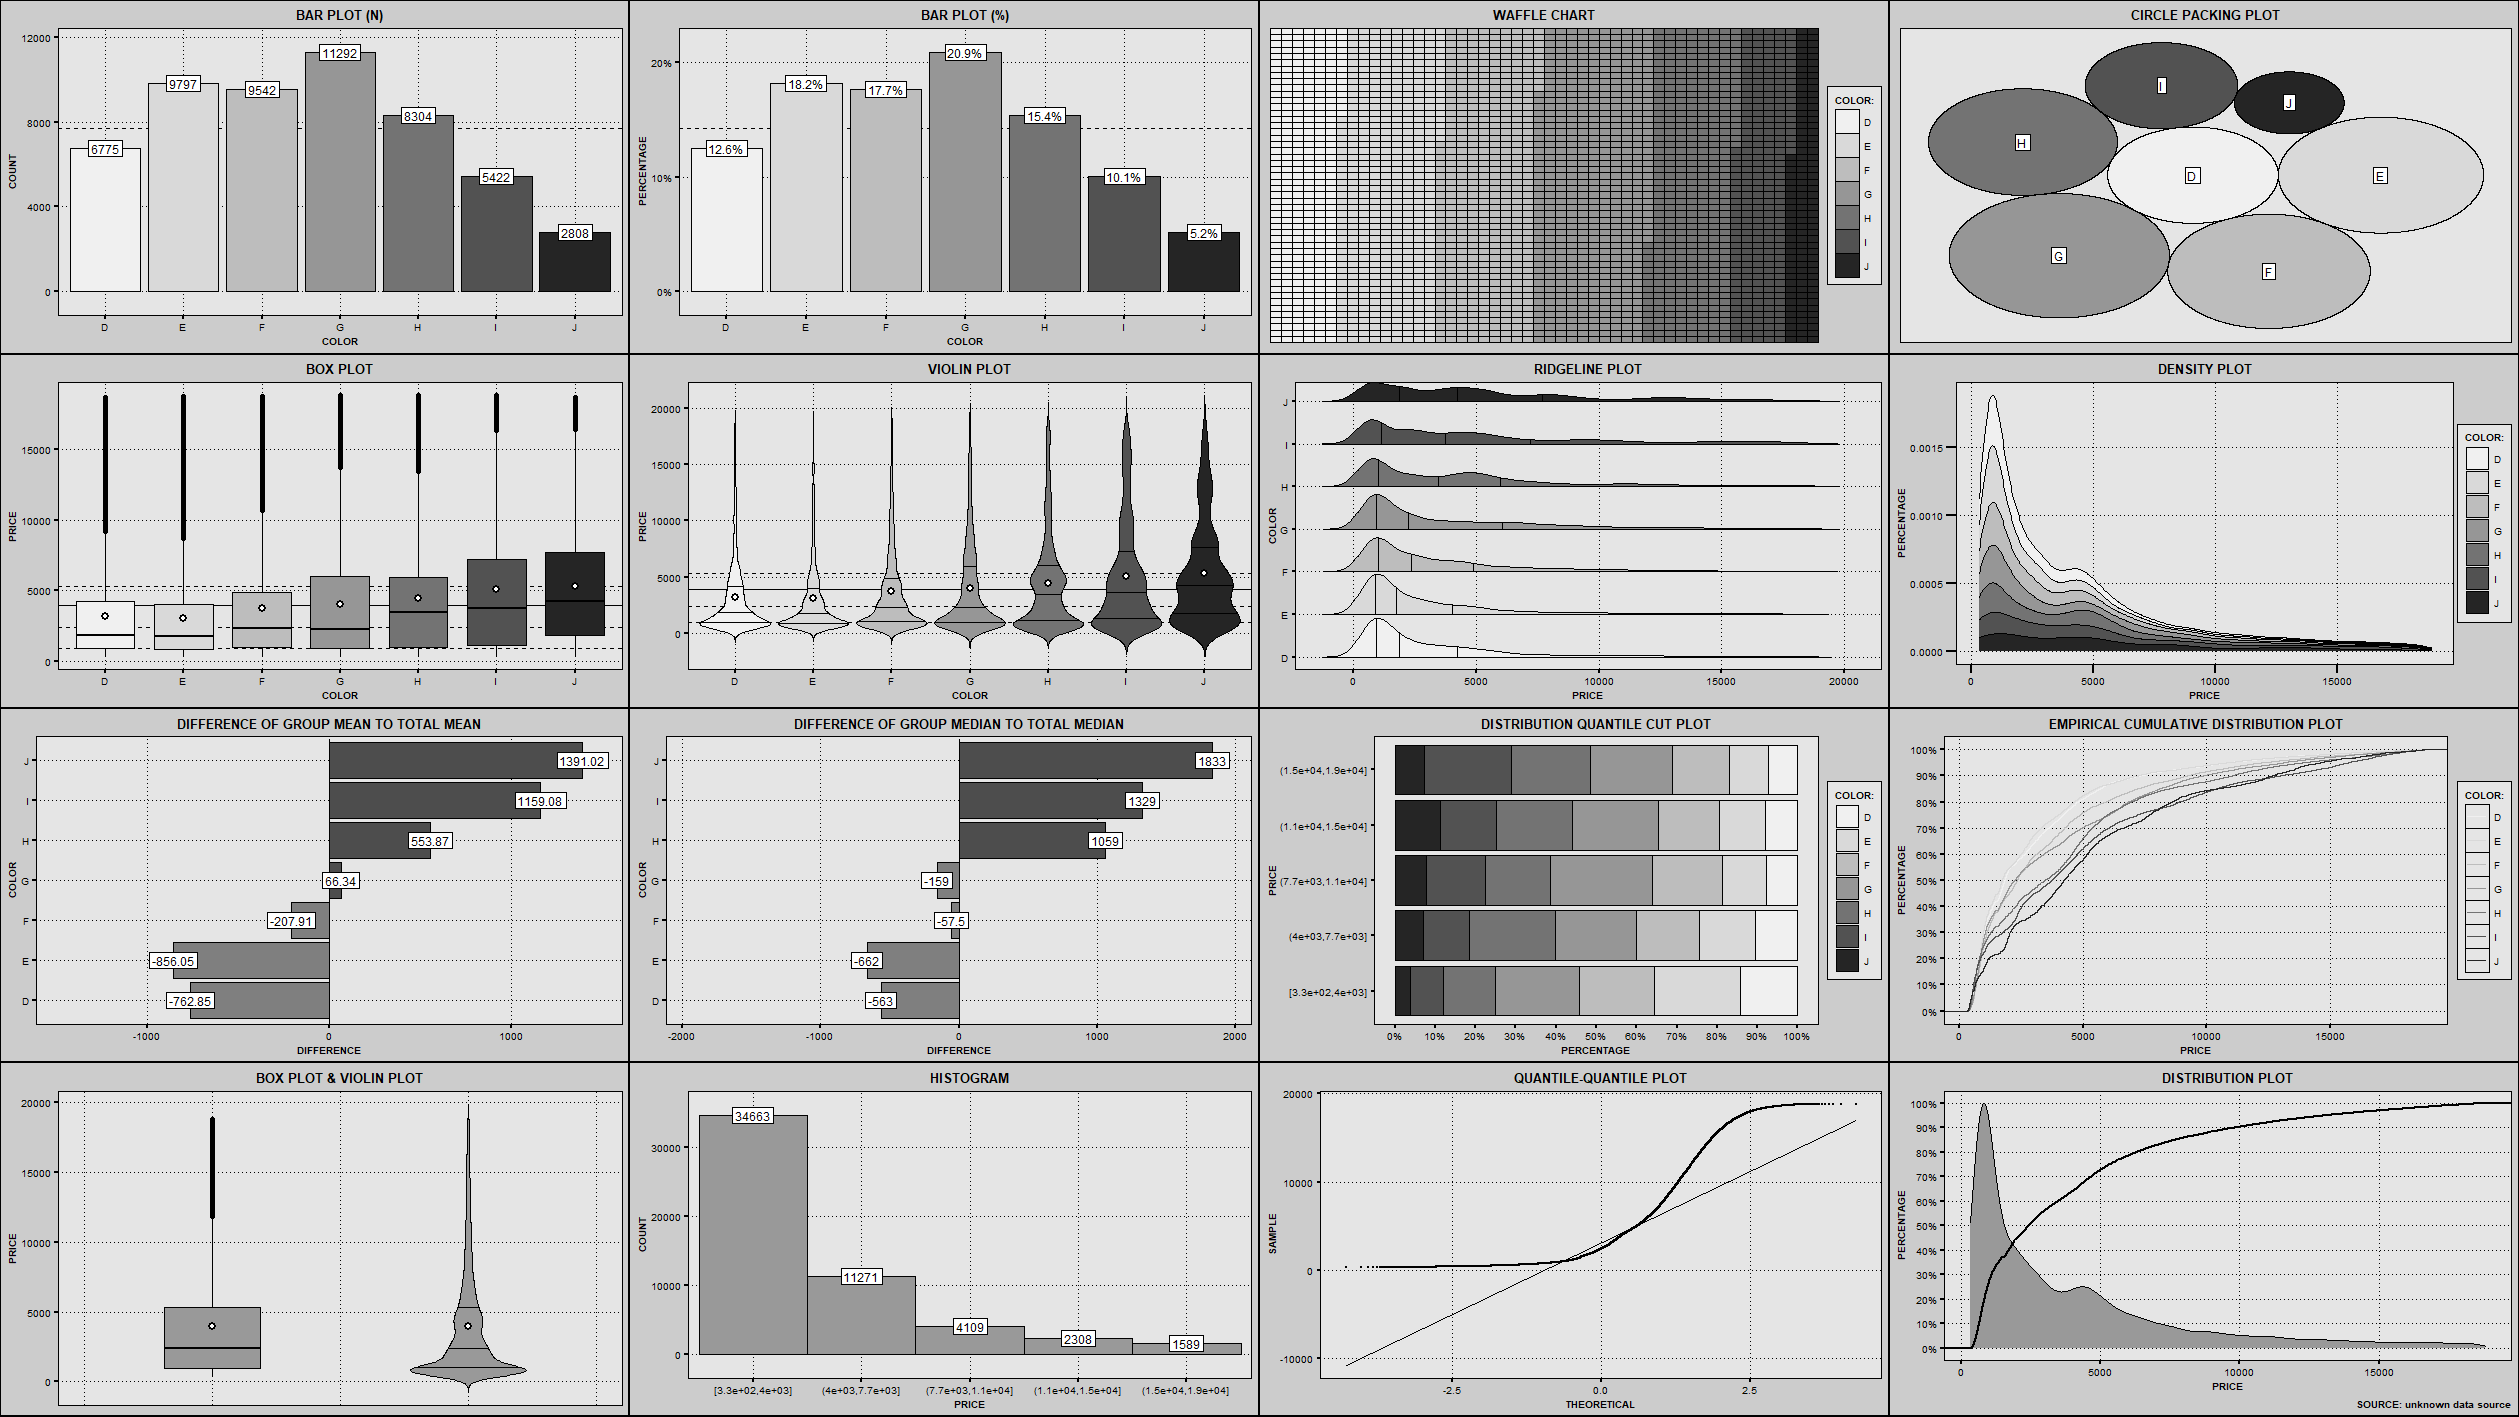 BAR PLOT (N)
12000
8000
4000
0
COUNT
6775
9797
9542
11292
8304
5422
2808
D E F G H I J
COLOR
BAR PLOT (%)
20%
10%
0%
PERCENTAGE
12.6%
18.2%
17.7%
20.9%
15.4%
10.1%
5.2%
D E F G H I J
COLOR
WAFFLE CHART
COLOR:
D
E
F
G
H
I
J
CIRCLE PACKING PLOT
I
J
H
D
E
G
F
BOX PLOT
15000
10000
5000
0
PRICE
D E F G H I J
COLOR
VIOLIN PLOT
20000
15000
10000
5000
0
PRICE
D E F G H I J
COLOR
RIDGELINE PLOT
J
I
H
G
F
E
D
COLOR
0 5000 10000 15000 20000
PRICE
DENSITY PLOT
0.0015
0.0010
0.0005
0.0000
PERCENTAGE
0 5000 10000 15000
PRICE
COLOR:
D
E
F
G
H
I
J
DIFFERENCE OF GROUP MEAN TO TOTAL MEAN
J 1391.02
I 1159.08
H 553.87
G 66.34
F -207.91
E -856.05
D -762.85
COLOR
-1000 0 1000
DIFFERENCE
DIFFERENCE OF GROUP MEDIAN TO TOTAL MEDIAN
J 1833
I 1329
H 1059
G -159
F -57.5
E -662
D -563
COLOR
-2000 -1000 0 1000 2000
DIFFERENCE
DISTRIBUTION QUANTILE CUT PLOT
(1.5e+04,1.9e+04]
(1.1e+04,1.5e+04]
(7.7e+03,1.1e+04]
(4e+03,7.7e+03]
[3.3e+02,4e+03]
PRICE
0% 10% 20% 30% 40% 50% 60% 70% 80% 90% 100%
PERCENTAGE
COLOR:
D
E
F
G
H
I
J
EMPIRICAL CUMULATIVE DISTRIBUTION PLOT
100%
90%
80%
70%
60%
50%
40%
30%
20%
10%
0%
PERCENTAGE
0 5000 10000 15000
PRICE
COLOR:
D
E
F
G
H
I
J
BOX PLOT & VIOLIN PLOT
20000
15000
10000
5000
0
PRICE
HISTOGRAM
30000
20000
10000
0
COUNT
34663
11271
4109
2308
1589
[3.3e+02,4e+03] (4e+03,7.7e+03] (7.7e+03,1.1e+04] (1.1e+04,1.5e+04] (1.5e+04,1.9e+04]
PRICE
QUANTILE-QUANTILE PLOT
20000
10000
0
-10000
SAMPLE
-2.5 0.0 2.5
THEORETICAL
DISTRIBUTION PLOT
100%
90%
80%
70%
60%
50%
40%
30%
20%
10%
0%
PERCENTAGE
0 5000 10000 15000
PRICE
SOURCE: unknown data source